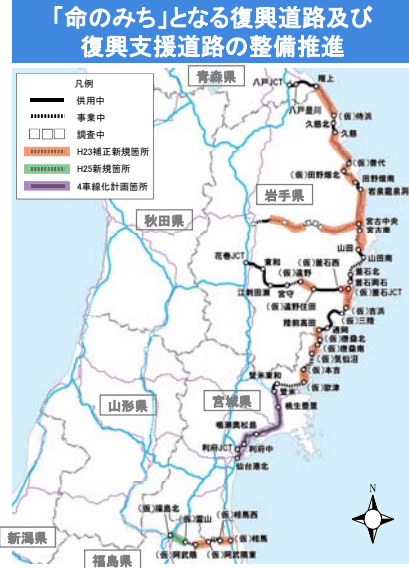 「命のみち」となる復興道路及び
復興支援道路の整備推進
凡例
供用中
事業中
調査中
H23補正新規箇所
H25新規箇所
4車線化計画箇所
青森県
八戸JCT
階上
八戸是川
(仮)侍浜
久慈北
久慈
(仮)普代
(仮)田野畑北
田野畑南
岩泉龍泉洞
岩手県
宮古中央
宮古南
秋田県
山田
山田南
花巻JCT
東和
(仮)釜石西
(仮)遠野
釜石北
釜石両石
(仮)釜石JCT
江刺田瀬
宮守
(仮)遠野住田
(仮)吉浜
(仮)三陸
陸前高田
通岡
(仮)唐桑北
(仮)唐桑南
(仮)気仙沼
(仮)本吉
(仮)歌津
登米東和
登米
桃生豊里
宮城県
山形県
鳴瀬奥松島
利府JCT
利府中
仙台港北
N
(仮)福島北
(仮)霊山
(仮)相馬西
(仮)相馬
新潟県
(仮)阿武隈
(仮)阿武隈東
福島県